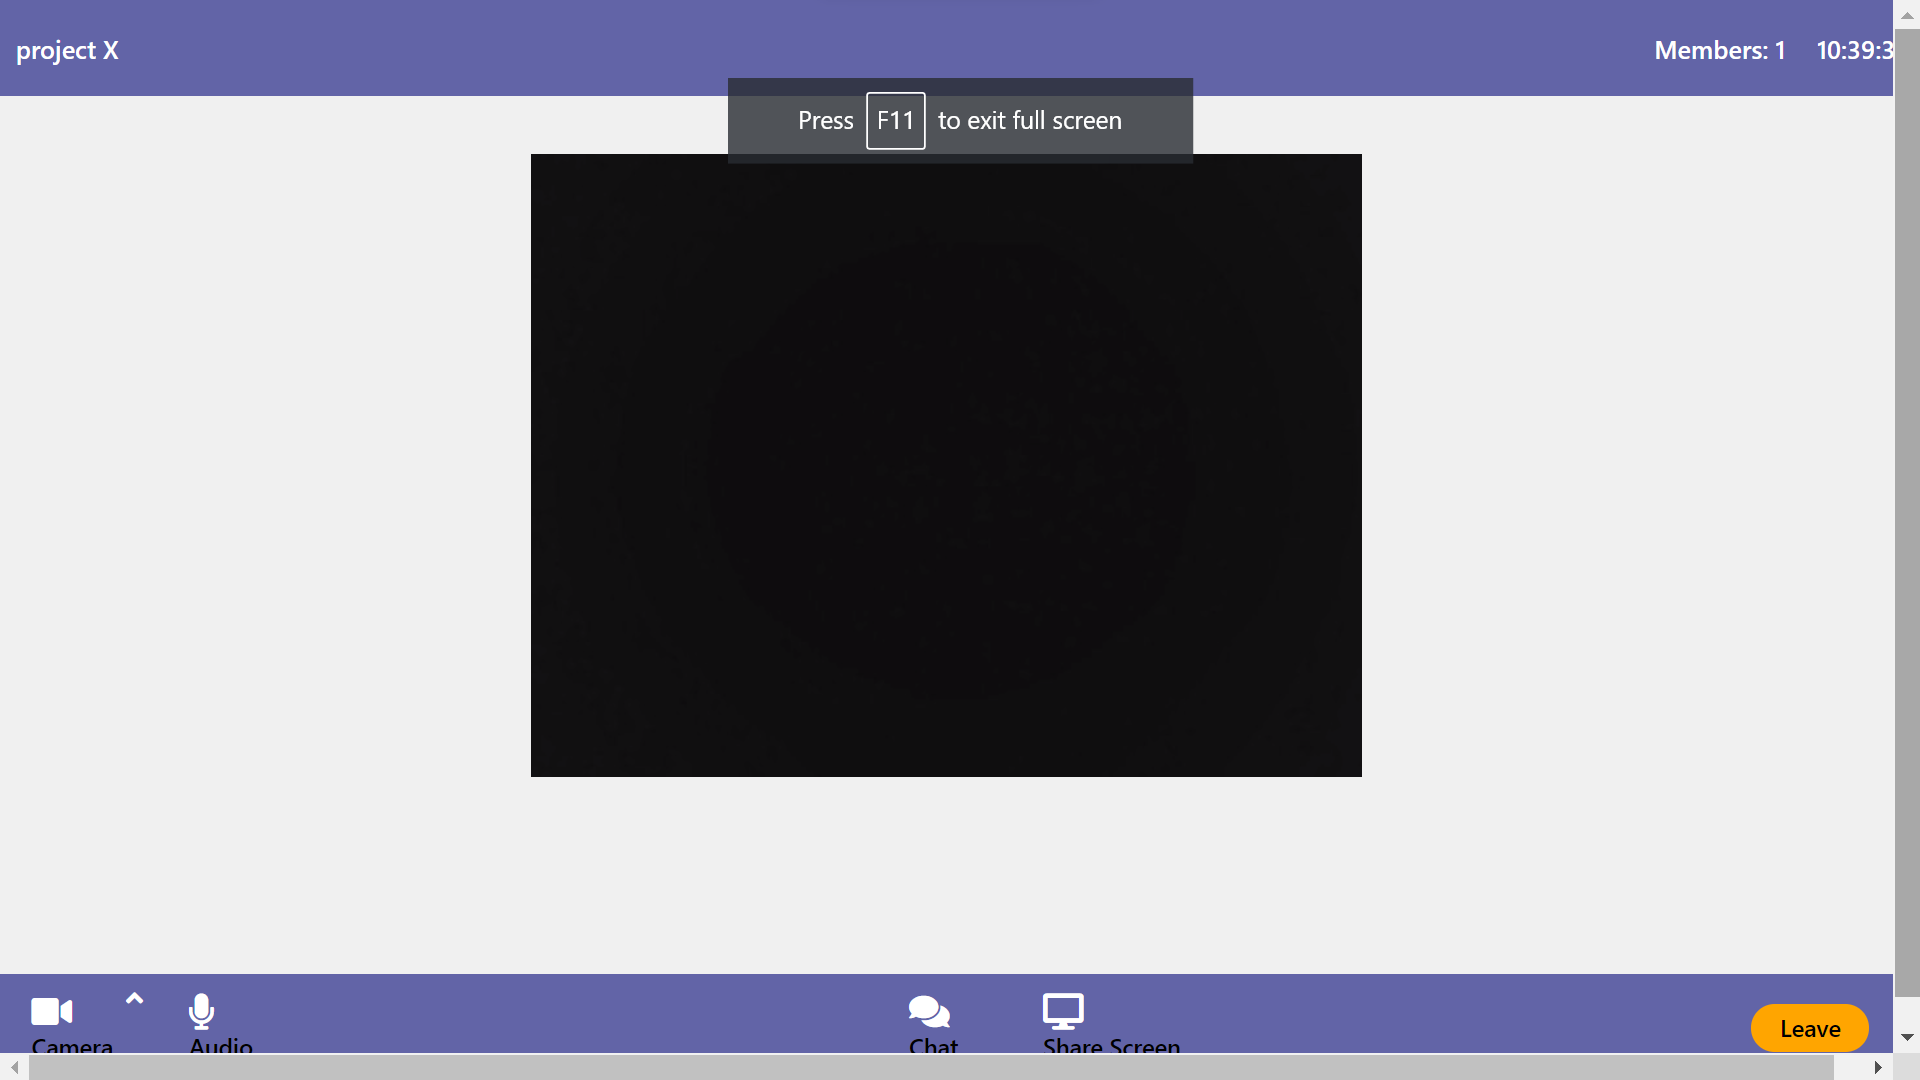 project X
Members: 1 10:39:3
Press F11 to exit full screen
Camera Audio Chat Share Screen Leave